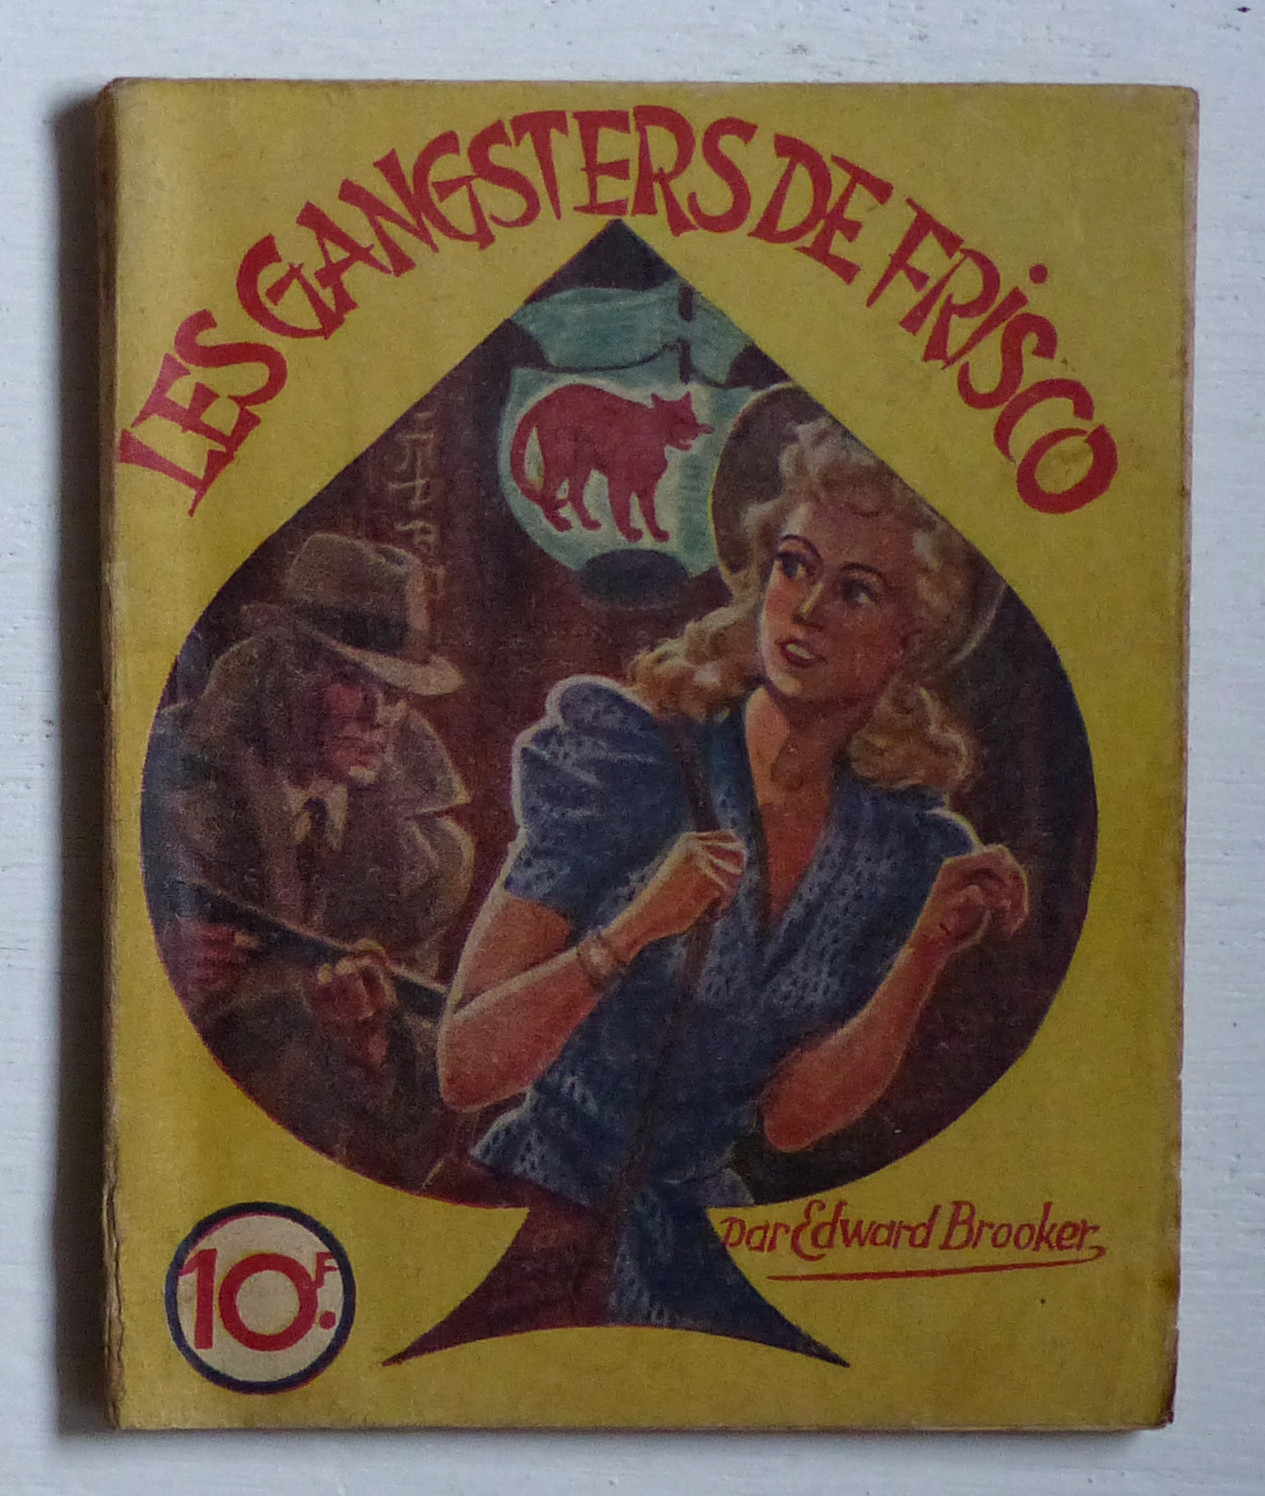 LES GANGSTERS DE FRISCO
par Edward Brooker
10F.